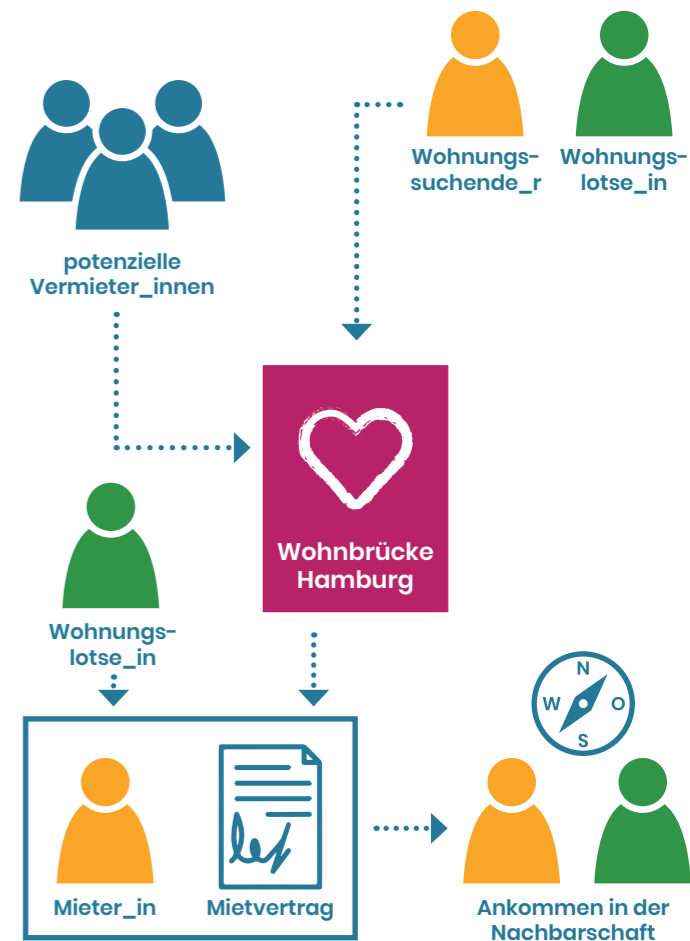 Wohnungs-
suchende_r
Wohnungs-
lotse_in
potenzielle
Vermieter_innen
Wohnbrücke
Hamburg
Wohnungs-
lotse_in
N
W
O
S
Mieter_in
Mietvertrag
Ankommen in der
Nachbarschaft